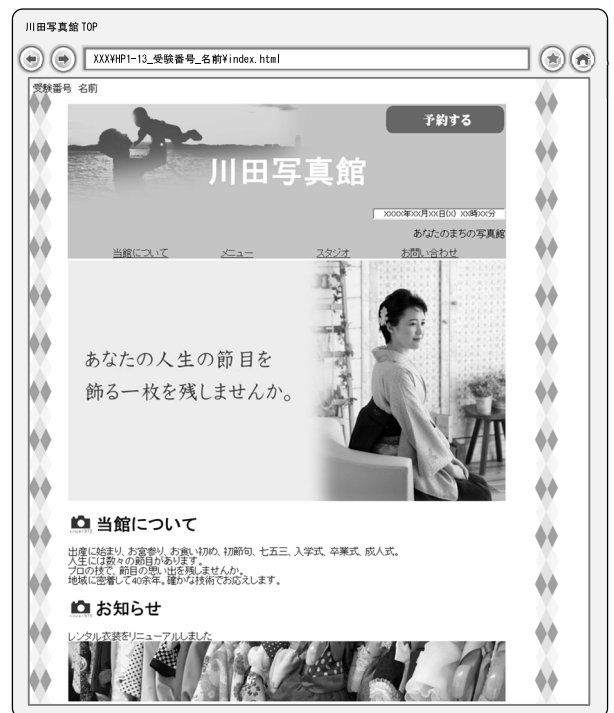 川田写真館 TOP
XXX¥HP1-13_受験番号_名前¥index.html
受験番号 名前
予約する
川田写真館
XXXX年XX月XX日(X) XX時XX分
あなたのまちの写真館
当館について メニュー スタジオ お問い合わせ
あなたの人生の節目を
飾る一枚を残しませんか。
当館について
出産に始まり、お宮参り、お食い初め、初節句、七五三、入学式、卒業式、成人式。
人生には数々の節目があります。
プロの技で、節目の思い出を残しませんか。
地域に密着して40余年。確かな技術でお応えします。
お知らせ
レンタル衣装をリニューアルしました